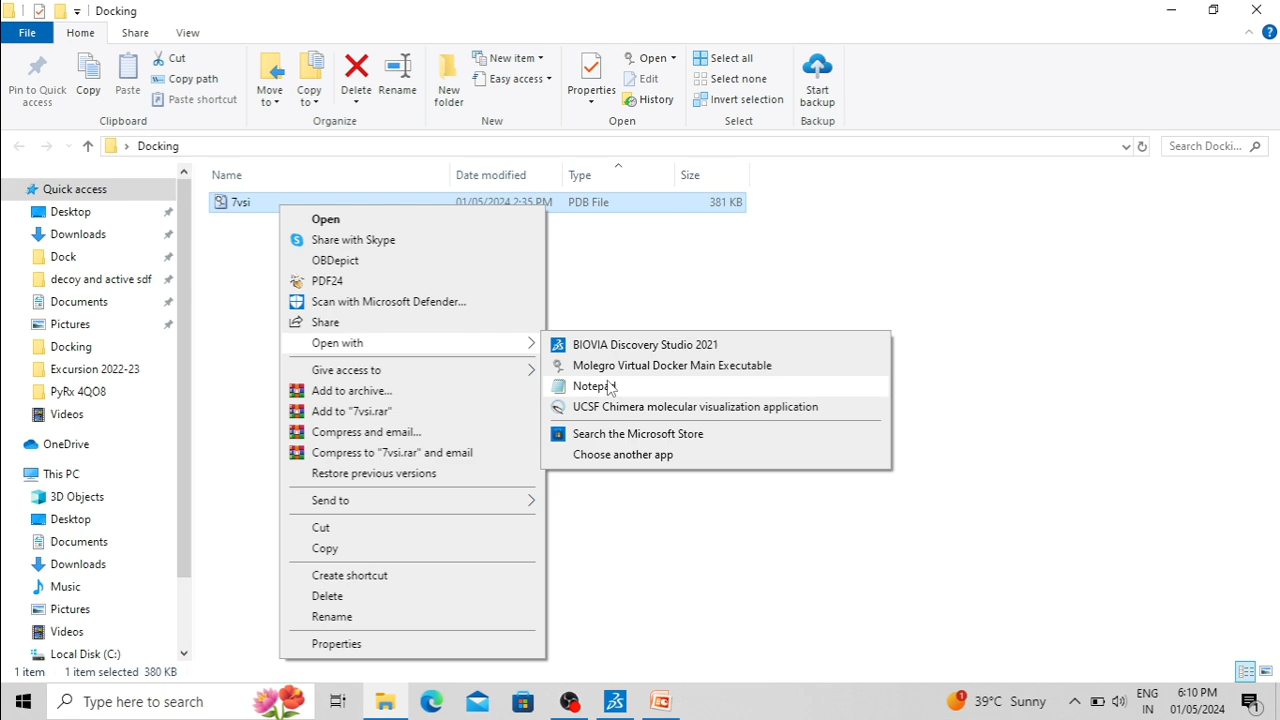 Docking
File Home Share View
Pin to Quick access
Copy
Paste
Cut
Copy path
Paste shortcut
Clipboard
Move to
Copy to
Delete
Rename
Organize
New folder
New item
Easy access
New
Properties
Open
Edit
History
Open
Select all
Select none
Invert selection
Select
Start backup
Backup
Docking
Search Docki...
Name Date modified Type Size
7vsi 01/05/2024 2:35 PM PDB File 381 KB
Quick access
Desktop
Downloads
Dock
decoy and active sdf
Documents
Pictures
Docking
Excursion 2022-23
PyRx 4QO8
Videos
OneDrive
This PC
3D Objects
Desktop
Documents
Downloads
Music
Pictures
Videos
Local Disk (C:)
Open
Share with Skype
OBDepict
PDF24
Scan with Microsoft Defender...
Share
Open with
Give access to
Add to archive...
Add to "7vsi.rar"
Compress and email...
Compress to "7vsi.rar" and email
Restore previous versions
Send to
Cut
Copy
Create shortcut
Delete
Rename
Properties
BIOVIA Discovery Studio 2021
Molegro Virtual Docker Main Executable
Notepad
UCSF Chimera molecular visualization application
Search the Microsoft Store
Choose another app
1 item 1 item selected 380 KB
Type here to search
39°C Sunny
ENG
IN
6:10 PM
01/05/2024
1